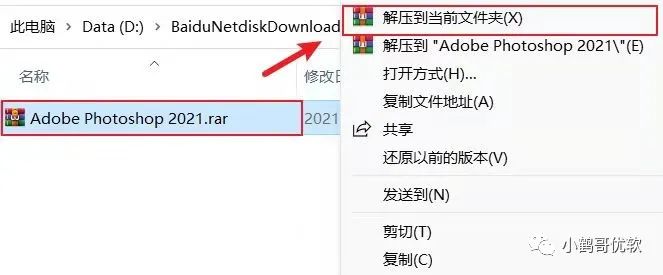 此电脑 › Data (D:) › BaiduNetdiskDownload
名称
修改日
Adobe Photoshop 2021.rar
2021
解压到当前文件夹(X)
解压到 "Adobe Photoshop 2021\"(E)
打开方式(H)...
复制文件地址(A)
共享
还原以前的版本(V)
发送到(N)
剪切(T)
复制(C)
小鹤哥优软